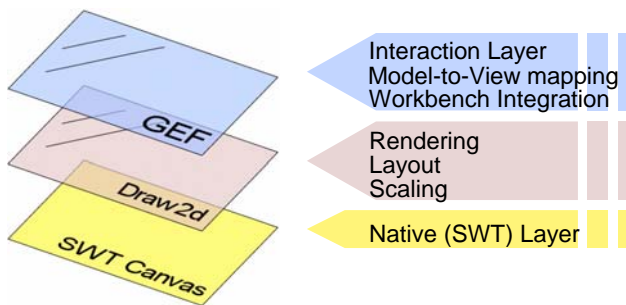 GEF
Interaction Layer
Model-to-View mapping
Workbench Integration
Draw2d
Rendering
Layout
Scaling
SWT Canvas
Native (SWT) Layer